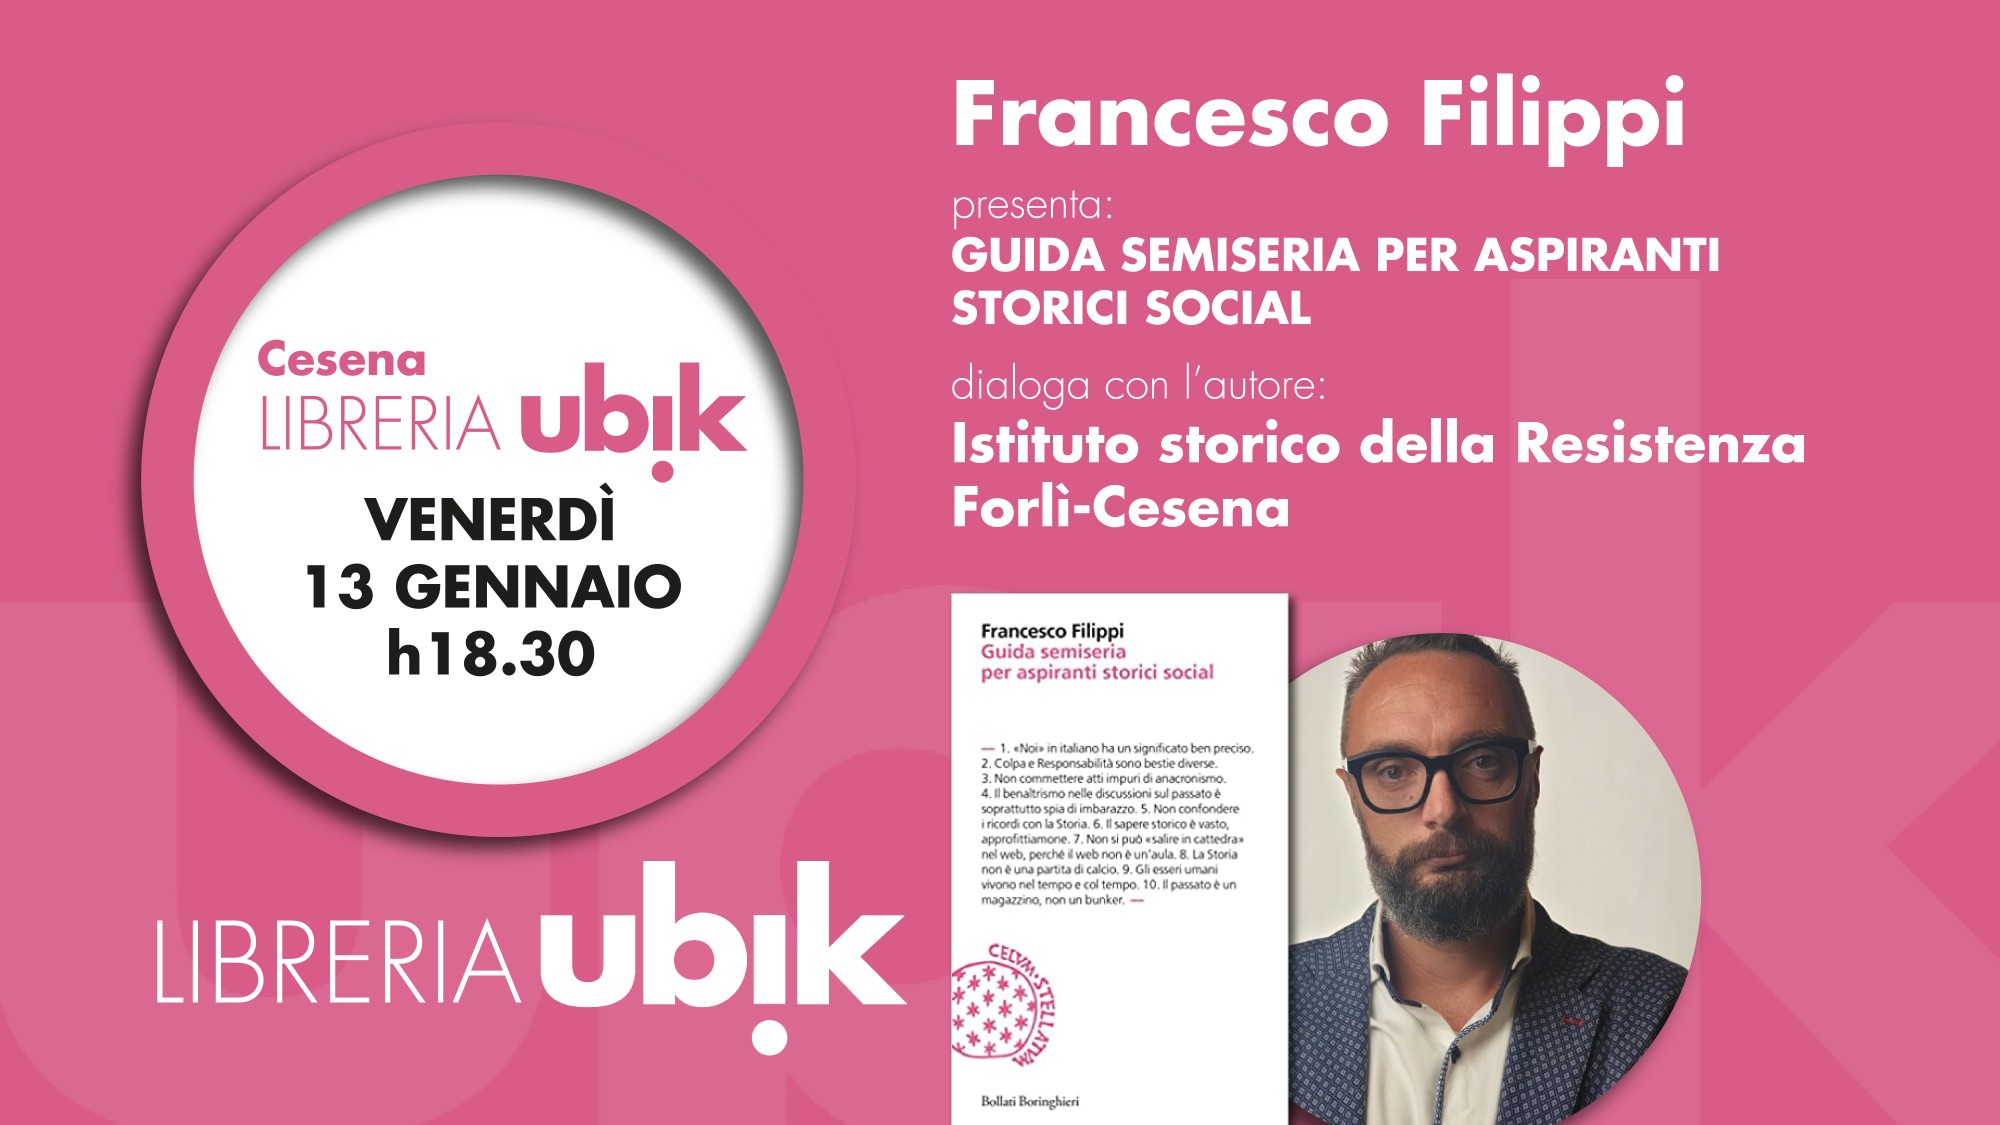 Francesco Filippi
presenta:
GUIDA SEMISERIA PER ASPIRANTI
STORICI SOCIAL
dialoga con l'autore:
Istituto storico della Resistenza
Forlì-Cesena
Cesena
LIBRERIA ubik
VENERDÌ
13 GENNAIO
h18.30
LIBRERIA ubik
Francesco Filippi
Guida semiseria
per aspiranti storici social
— 1. «Noi» in italiano ha un significato ben preciso.
2. Colpa e Responsabilità sono bestie diverse.
3. Non commettere atti impuri di anacronismo.
4. Il benaltrismo nelle discussioni sul passato è
soprattutto spia di imbarazzo. 5. Non confondere
i ricordi con la Storia. 6. Il sapere storico è vasto,
approfittiamone. 7. Non si può «salire in cattedra»
nel web, perché il web non è un'aula. 8. La Storia
non è una partita di calcio. 9. Gli esseri umani
vivono nel tempo e col tempo. 10. Il passato è un
magazzino, non un bunker. —
CELVM·STELLATVM
Bollati Boringhieri